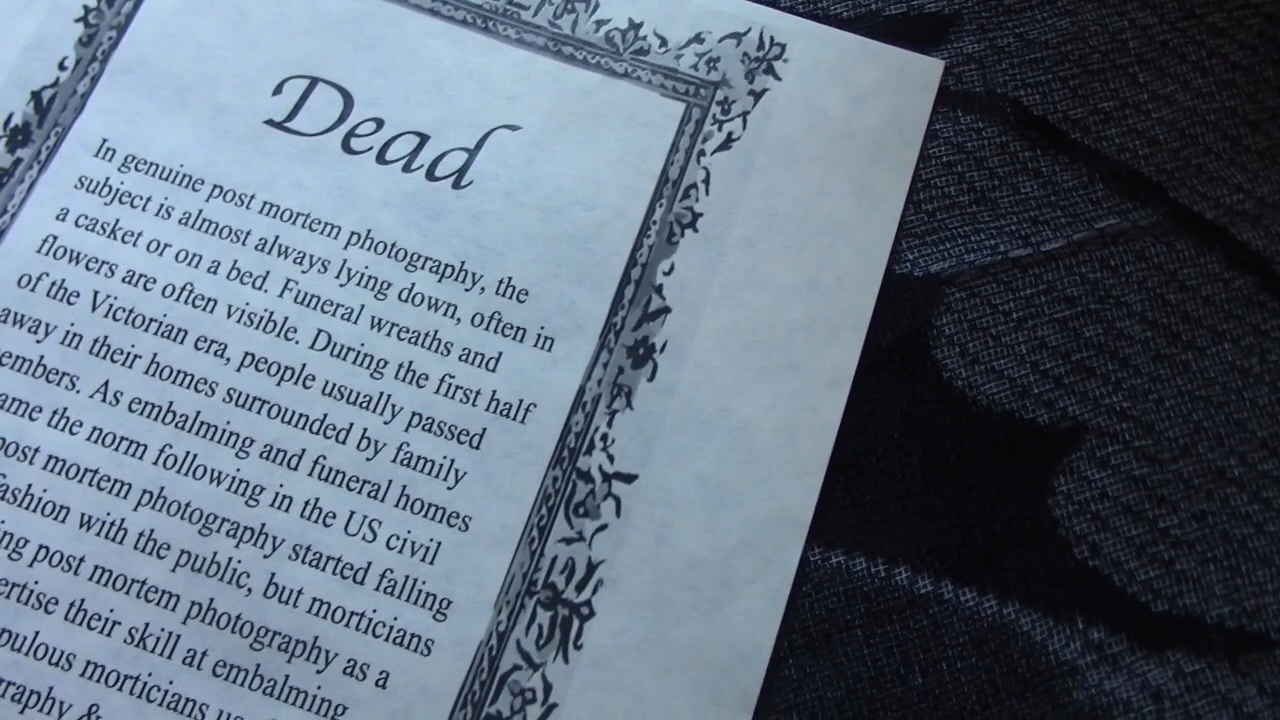 Dead
In genuine post mortem photography, the
subject is almost always lying down, often in
a casket or on a bed. Funeral wreaths and
flowers are often visible. During the first half
of the Victorian era, people usually passed
away in their homes surrounded by family
embers. As embalming and funeral homes
ame the norm following in the US civil
post mortem photography started falling
fashion with the public, but morticians
ing post mortem photography as a
ertise their skill at embalming
pulous morticians
raphy &